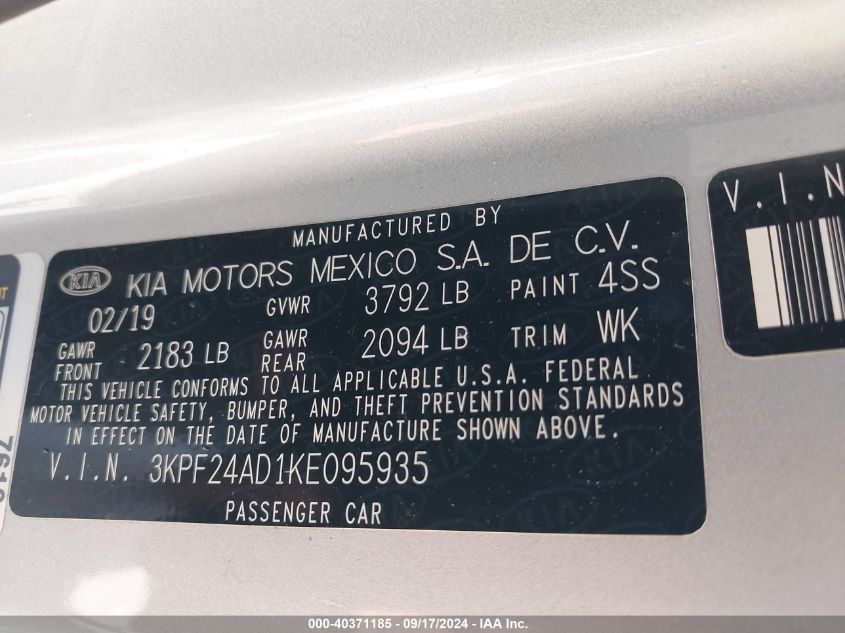 MANUFACTURED BY
KIA KIA MOTORS MEXICO S.A. DE C.V.
02/19 GVWR 3792 LB PAINT 4SS
GAWR FRONT 2183 LB GAWR REAR 2094 LB TRIM WK
THIS VEHICLE CONFORMS TO ALL APPLICABLE U.S.A. FEDERAL
MOTOR VEHICLE SAFETY, BUMPER, AND THEFT PREVENTION STANDARDS
IN EFFECT ON THE DATE OF MANUFACTURE SHOWN ABOVE.
V.I.N. 3KPF24AD1KE095935
PASSENGER CAR
V.I.N
000-40371185 - 09/17/2024 - IAA Inc.